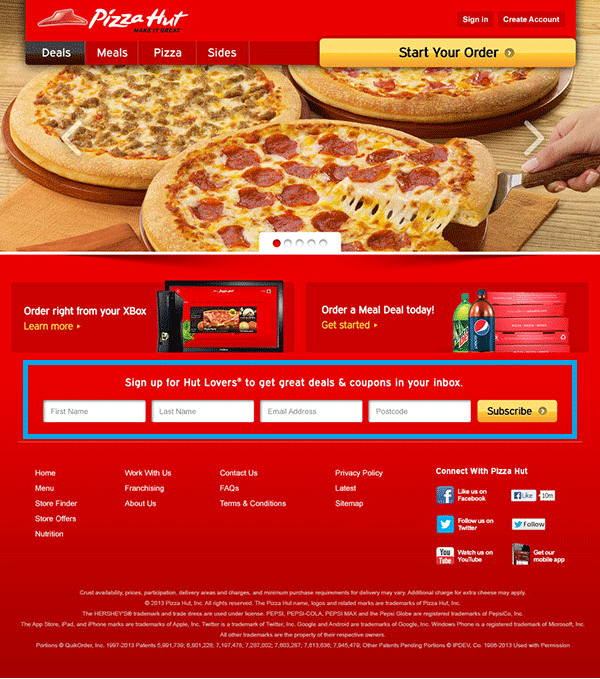 Pizza Hut
MAKE IT GREAT
Sign in
Create Account
Deals
Meals
Pizza
Sides
Start Your Order
Order right from your XBox
Learn more
Order a Meal Deal today!
Get started
Sign up for Hut Lovers® to get great deals & coupons in your inbox.
First Name
Last Name
Email Address
Postcode
Subscribe
Home
Menu
Store Finder
Store Offers
Nutrition
Work With Us
Franchising
About Us
Contact Us
FAQs
Terms & Conditions
Privacy Policy
Latest
Sitemap
Connect With Pizza Hut
Like us on
Facebook
Like
10m
Follow us on
Twitter
Follow
You
Tube
Watch us on
YouTube
Get our
mobile app
Crust availability, prices, participation, delivery areas and charges, and minimum purchase requirements for delivery may vary. Additional charge for extra cheese may apply.
© 2013 Pizza Hut, Inc. All rights reserved. The Pizza Hut name, logos and related marks are trademarks of Pizza Hut, Inc.
The HERSHEYS® trademark and trade dress are used under license. PEPSI, PEPSI-COLA, PEPSI MAX and the Pepsi Globe are registered trademarks of PepsiCo, Inc.
The App Store, iPad, and iPhone marks are trademarks of Apple, Inc. Twitter is a trademark of Twitter, Inc. Google and Android are trademarks of Google, Inc. Windows Phone is a registered trademark of Microsoft, Inc.
All other trademarks are the property of their respective owners.
Portions © QuikOrder, Inc. 1997-2013 Patents 5,991,739; 6,801,228; 7,197,478; 7,287,002; 7,603,287; 7,613,636; 7,945,479; Other Patents Pending Portions © IPDEV, Co. 1998-2013 Used with Permission